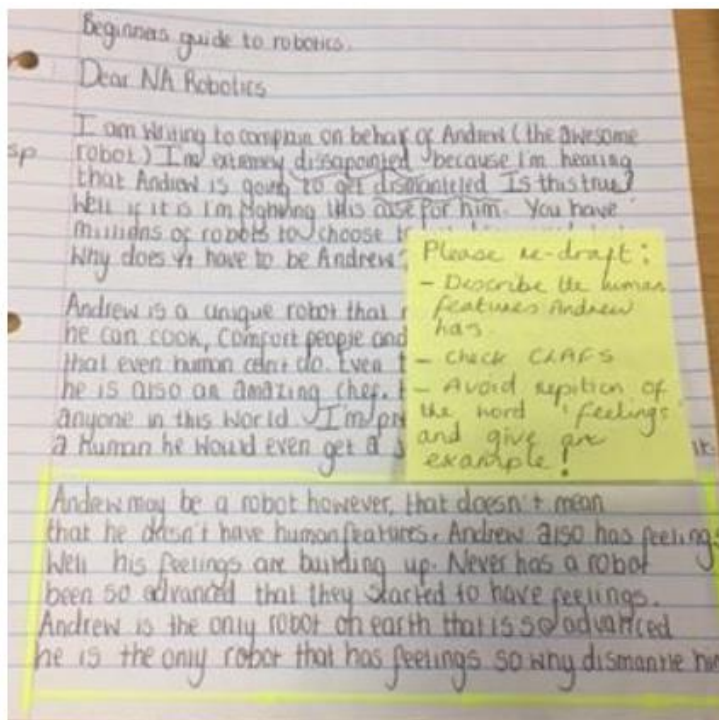 Beginners guide to robotics.
Dear NA Robotics
sp
I am writing to complain on behalf of Andrew (the awesome
robot) I'm extremely dissapointed because I'm hearing
that Andrew is going to get dismanteled Is this true?
Well if it is I'm fighting this case for him. You have
millions of robots to choose
Why does it have to be Andrew?
Andrew is a unique robot that
he can cook, comfort people and
that even human can't do. Even
he is also an amazing chef.
anyone in this world. I'm
a human he would even get a
Please re-draft:
- Describe the human
features Andrew
has
- Check CLAFS
- Avoid repition of
the word 'feelings'
and give an
example!
Andrew may be a robot however, that doesn't mean
that he doesn't have human features. Andrew also has feelings
Well his feelings are building up. Never has a robot
been so advanced that they started to have feelings.
Andrew is the only robot on earth that is so advanced
he is the only robot that has feelings so why dismantle